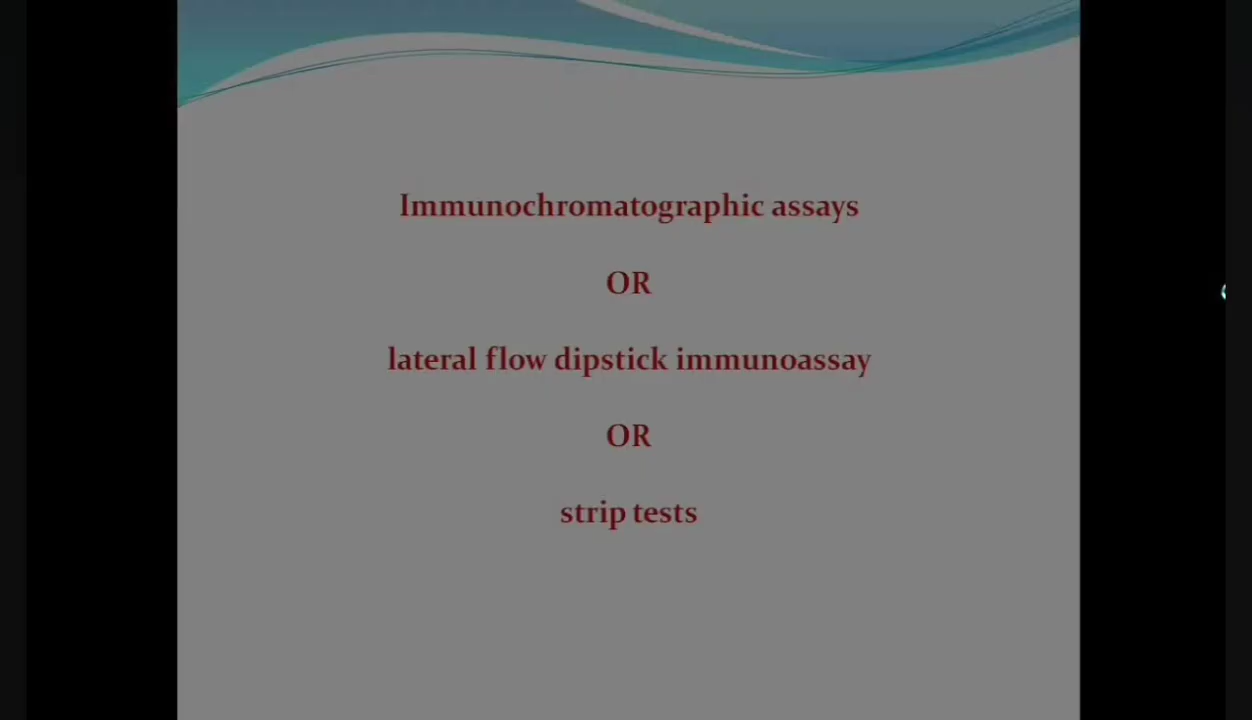 Immunochromatographic assays
OR
lateral flow dipstick immunoassay
OR
strip tests